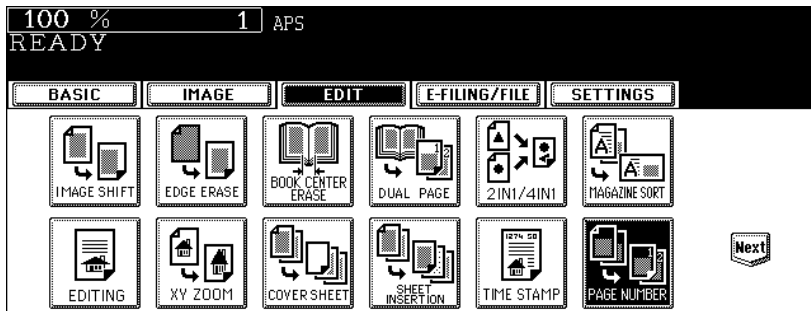 100 % 1 APS
READY
BASIC IMAGE EDIT E-FILING/FILE SETTINGS
IMAGE SHIFT EDGE ERASE BOOK CENTER ERASE DUAL PAGE 2IN1/4IN1 MAGAZINE SORT
EDITING XY ZOOM COVER SHEET SHEET INSERTION TIME STAMP PAGE NUMBER
Next